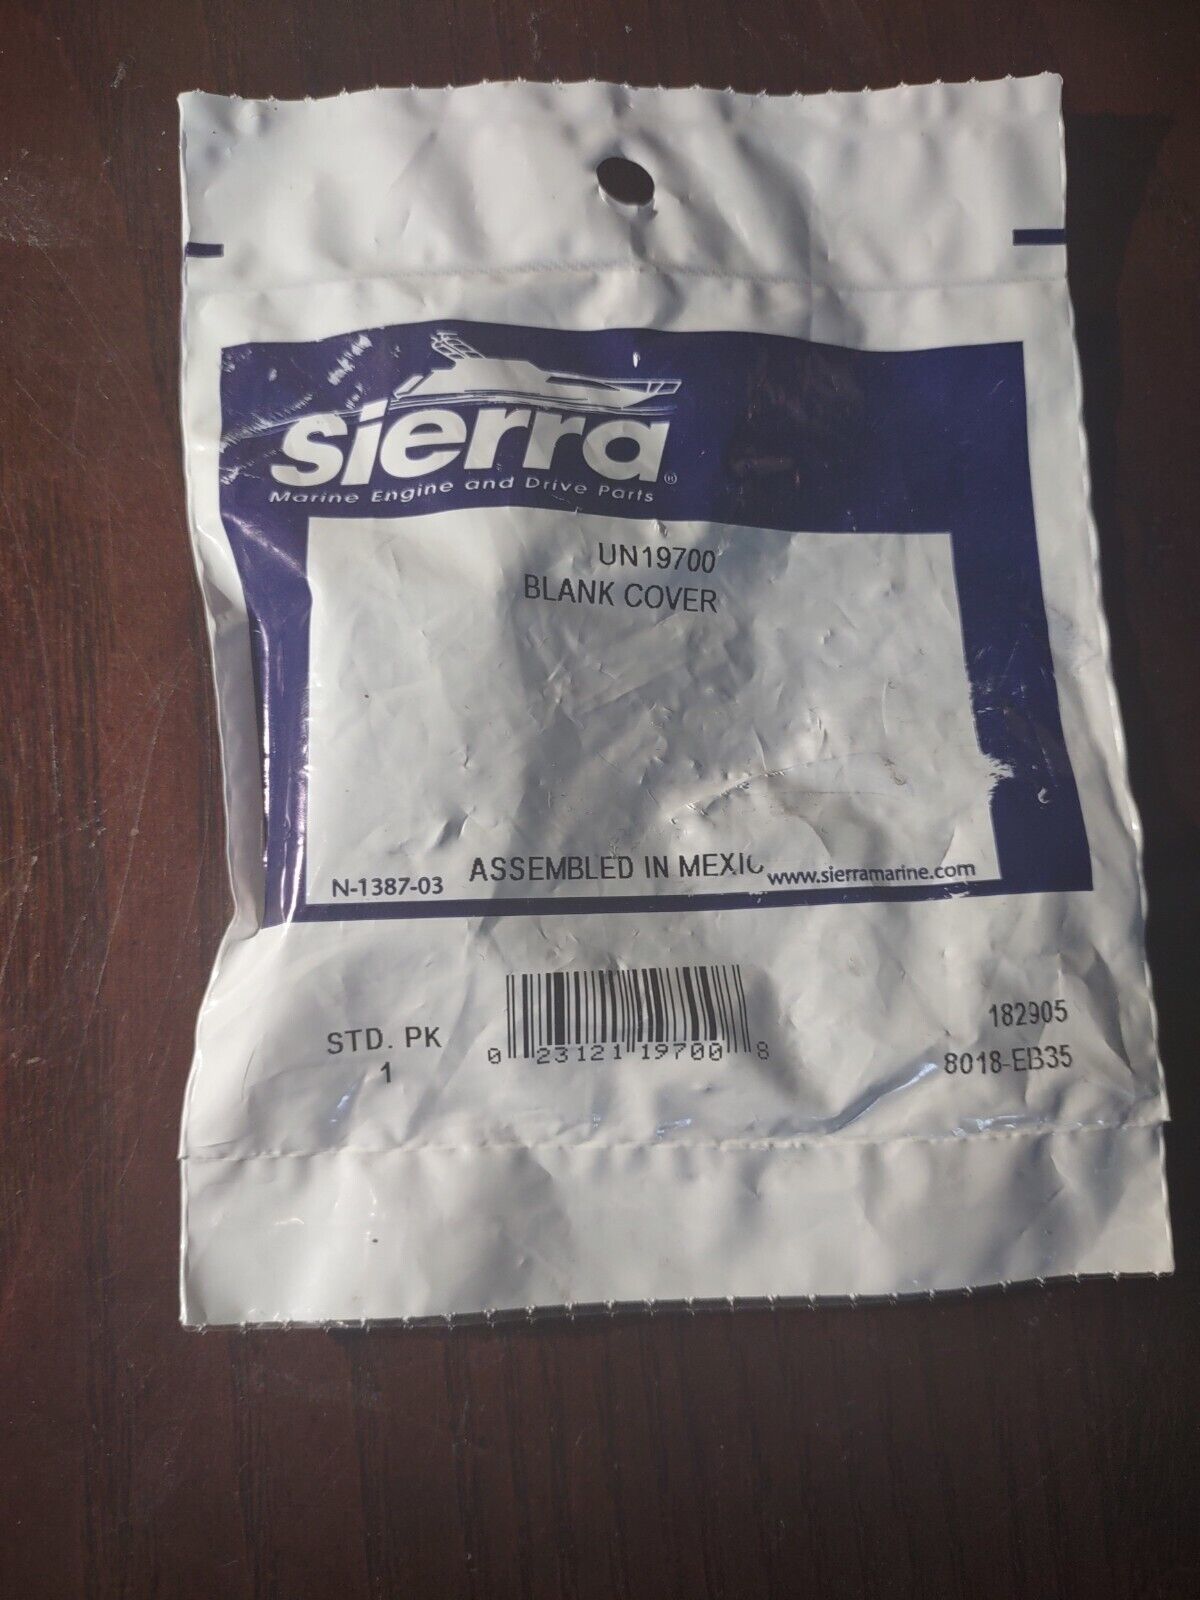 sierra®
Marine Engine and Drive Parts
UN19700
BLANK COVER
N-1387-03
ASSEMBLED IN MEXIC
www.sierramarine.com
STD. PK
1
0 23121 19700 8
182905
8018-EB35